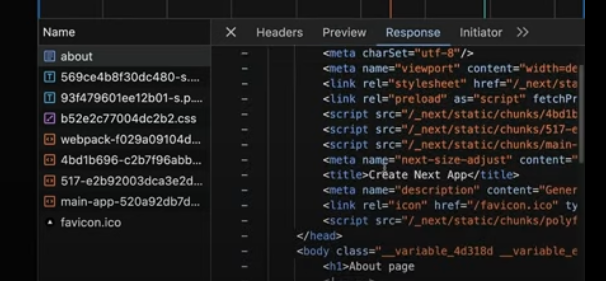 Name
Headers Preview Response Initiator
about
569ce4b8f30dc480-s....
93f479601ee12b01-s.p....
b52e2c77004dc2b2.css
webpack-f029a09104d...
4bd1b696-c2b7f96abb...
517-e2b92003dca3e2d...
main-app-520a92db7d...
favicon.ico
<meta charSet="utf-8"/>
<meta name="viewport" content="width=de
<link rel="stylesheet" href="/_next/sta
<link rel="preload" as="script" fetchPr
<script src="/_next/static/chunks/4bd1b
<script src="/_next/static/chunks/517-e
<script src="/_next/static/chunks/main-
<meta name="next-size-adjust" content="
<title>Create Next App</title>
<meta name="description" content="Gener
<link rel="icon" href="/favicon.ico" ty
<script src="/_next/static/chunks/polyf
</head>
<body class="__variable_4d318d __variable_e
<h1>About page